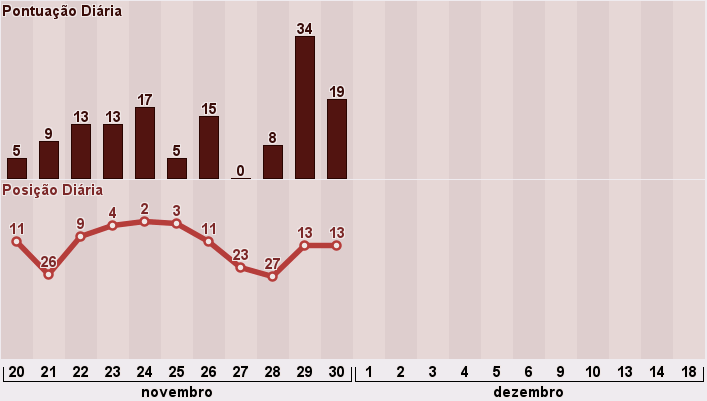 Pontuação Diária
5 9 13 13 17 5 15 0 8 34 19
Posição Diária
11 26 9 4 2 3 11 23 27 13 13
20 21 22 23 24 25 26 27 28 29 30 1 2 3 4 5 6 9 10 13 14 18
novembro dezembro